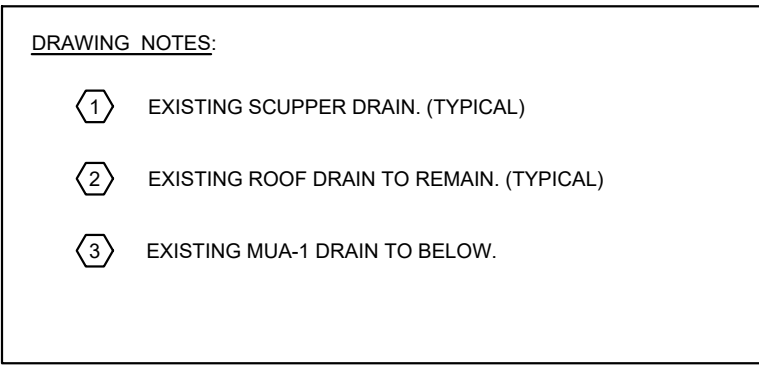 DRAWING NOTES:
1 EXISTING SCUPPER DRAIN. (TYPICAL)
2 EXISTING ROOF DRAIN TO REMAIN. (TYPICAL)
3 EXISTING MUA-1 DRAIN TO BELOW.